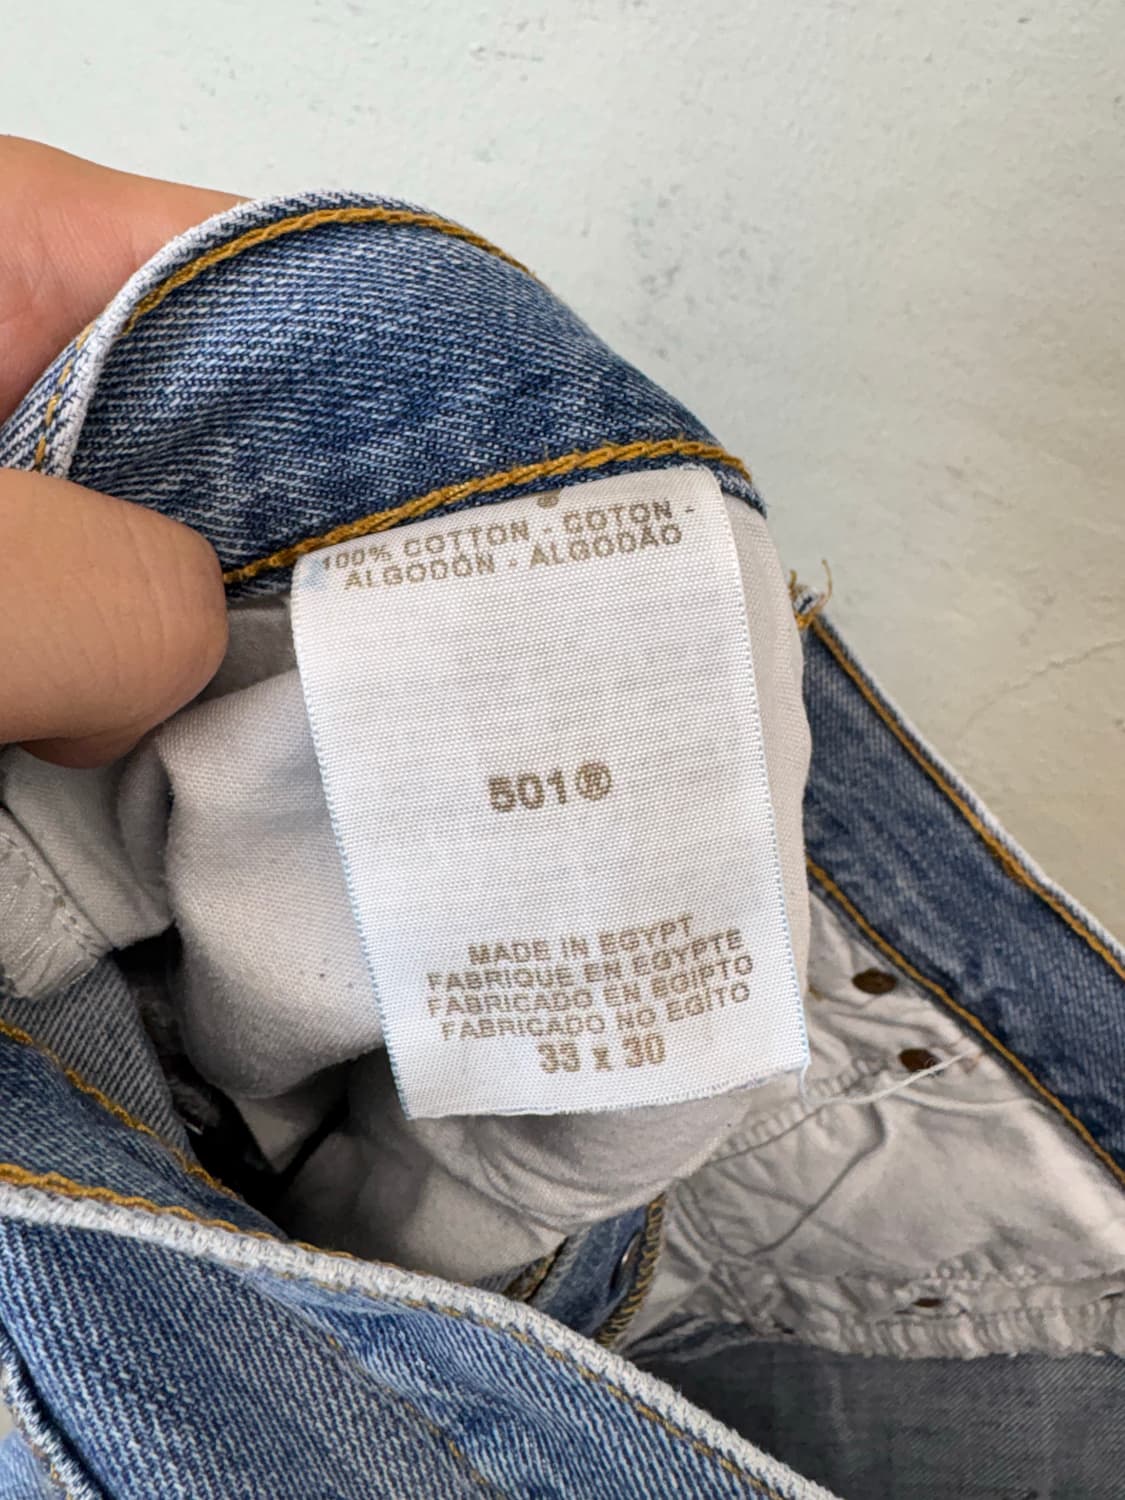 ®
100% COTTON - COTON -
ALGODÓN - ALGODÃO
501®
MADE IN EGYPT
FABRIQUE EN EGYPTE
FABRICADO EN EGIPTO
FABRICADO NO EGITO
33 x 30